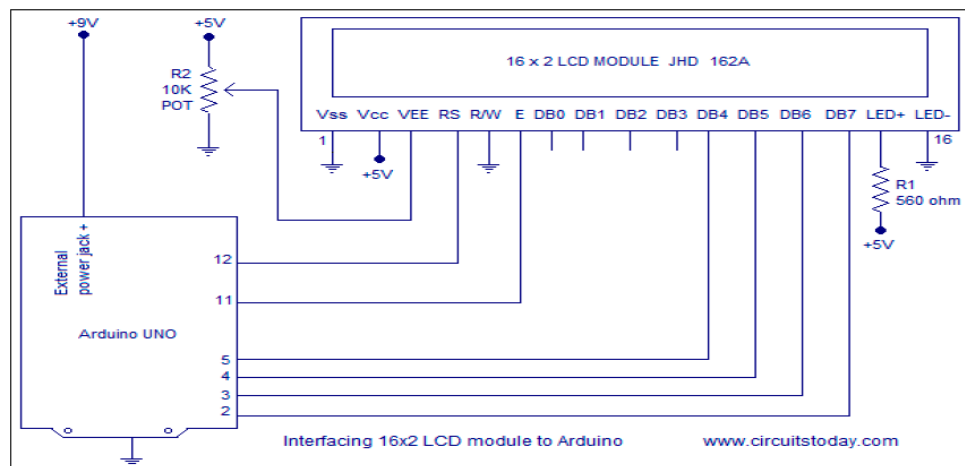 +9V
+5V
R2
10K
POT
16 x 2 LCD MODULE JHD 162A
Vss Vcc VEE RS R/W E DB0 DB1 DB2 DB3 DB4 DB5 DB6 DB7 LED+ LED-
1
16
+5V
R1
560 ohm
+5V
External
power jack +
12
11
Arduino UNO
5
4
3
2
Interfacing 16x2 LCD module to Arduino
www.circuitstoday.com